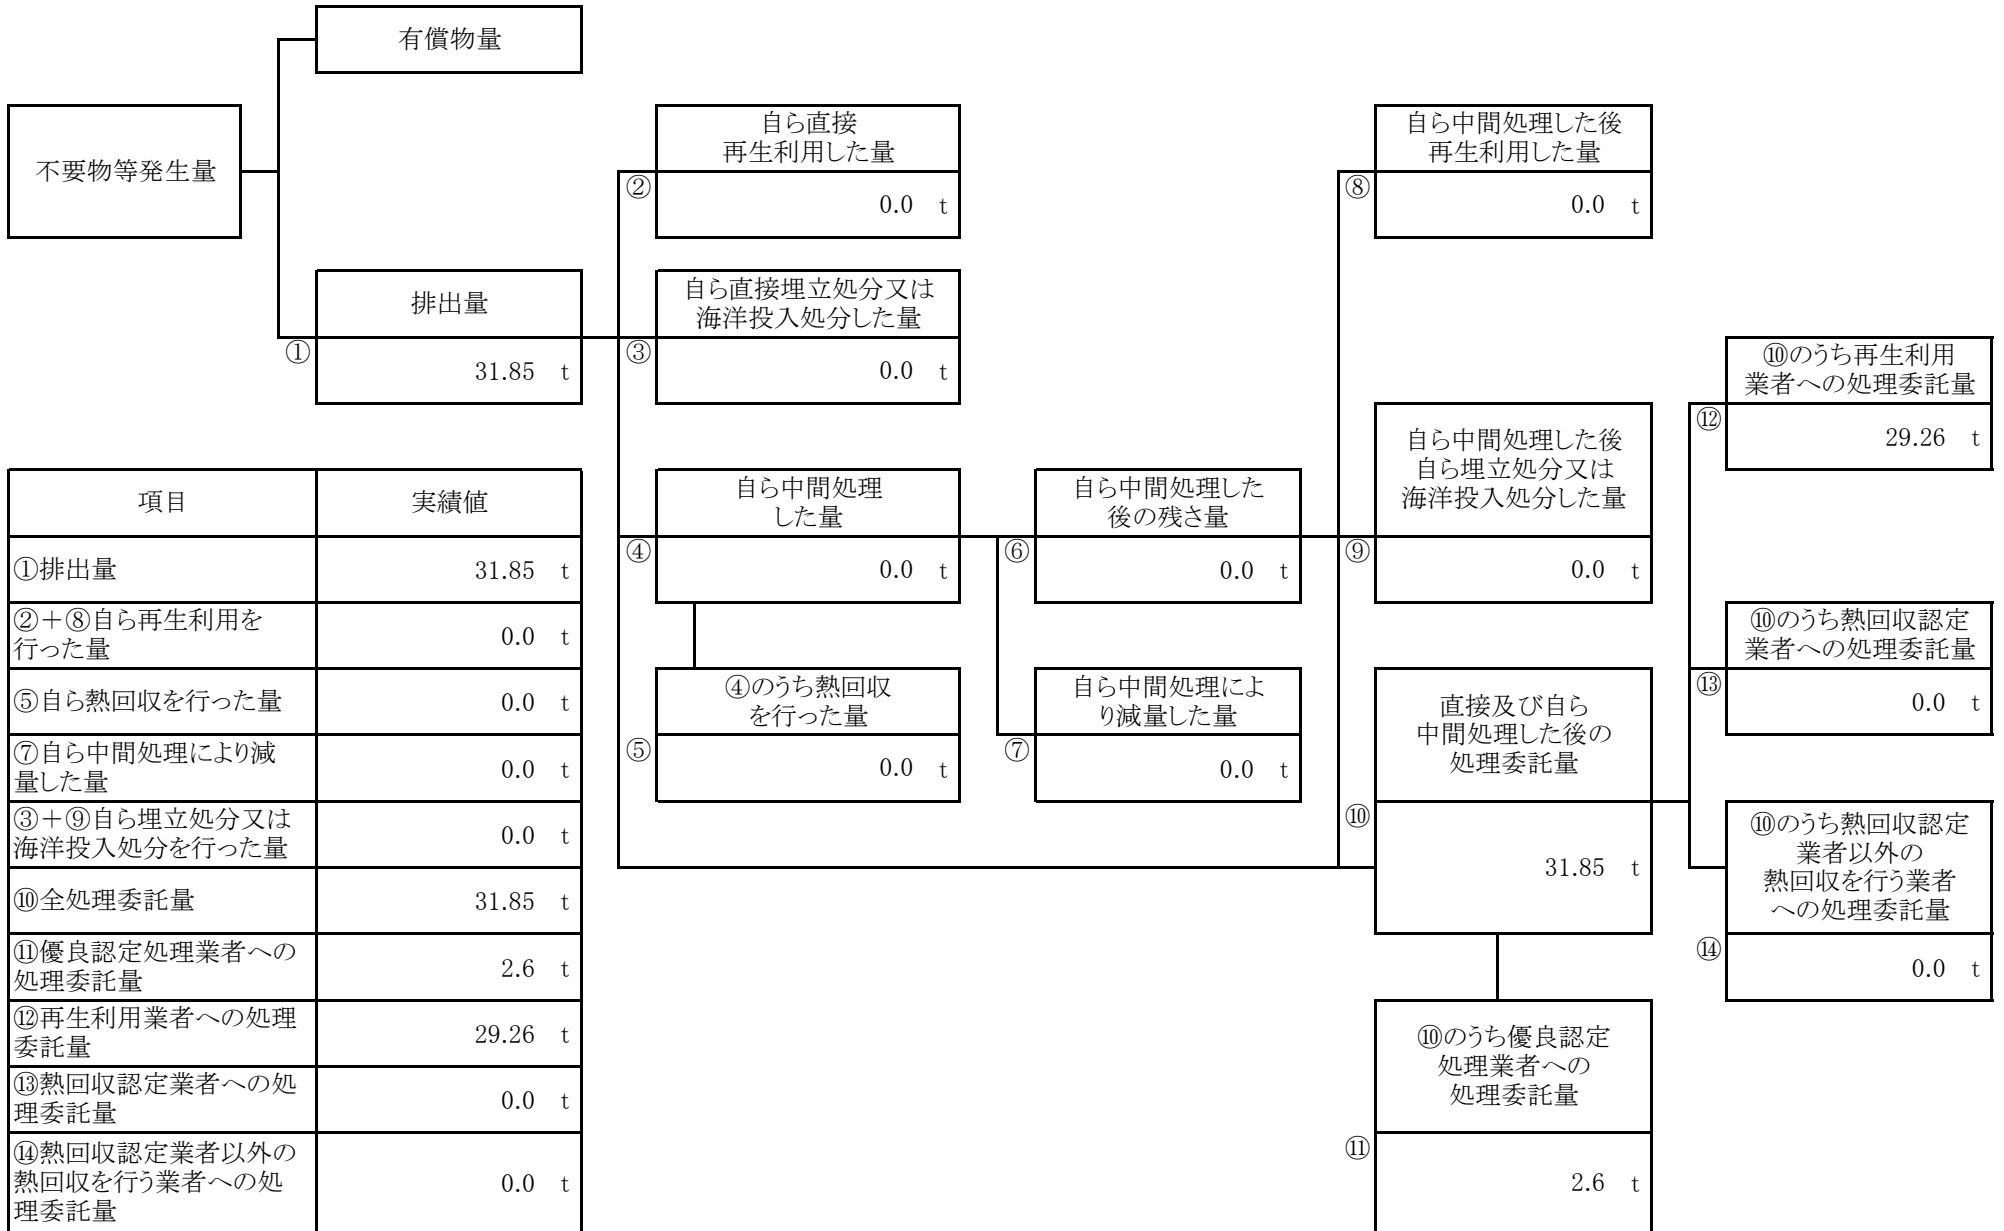 有償物量
不要物等発生量
排出量
①
31.85 t
自ら直接
再生利用した量
②
0.0 t
自ら直接埋立処分又は
海洋投入処分した量
③
0.0 t
自ら中間処理
した量
④
0.0 t
④のうち熱回収
を行った量
⑤
0.0 t
自ら中間処理した
後の残さ量
⑥
0.0 t
自ら中間処理によ
り減量した量
⑦
0.0 t
自ら中間処理した後
再生利用した量
⑧
0.0 t
自ら中間処理した後
自ら埋立処分又は
海洋投入処分した量
⑨
0.0 t
直接及び自ら
中間処理した後の
処理委託量
⑩
31.85 t
⑩のうち優良認定
処理業者への
処理委託量
⑪
2.6 t
⑩のうち再生利用
業者への処理委託量
⑫
29.26 t
⑩のうち熱回収認定
業者への処理委託量
⑬
0.0 t
⑩のうち熱回収認定
業者以外の
熱回収を行う業者
への処理委託量
⑭
0.0 t
項目 実績値
①排出量 31.85 t
②＋⑧自ら再生利用を
行った量
0.0 t
⑤自ら熱回収を行った量 0.0 t
⑦自ら中間処理により減
量した量
0.0 t
③＋⑨自ら埋立処分又は
海洋投入処分を行った量
0.0 t
⑩全処理委託量 31.85 t
⑪優良認定処理業者への
処理委託量
2.6 t
⑫再生利用業者への処理
委託量
29.26 t
⑬熱回収認定業者への処
理委託量
0.0 t
⑭熱回収認定業者以外の
熱回収を行う業者への処
理委託量
0.0 t